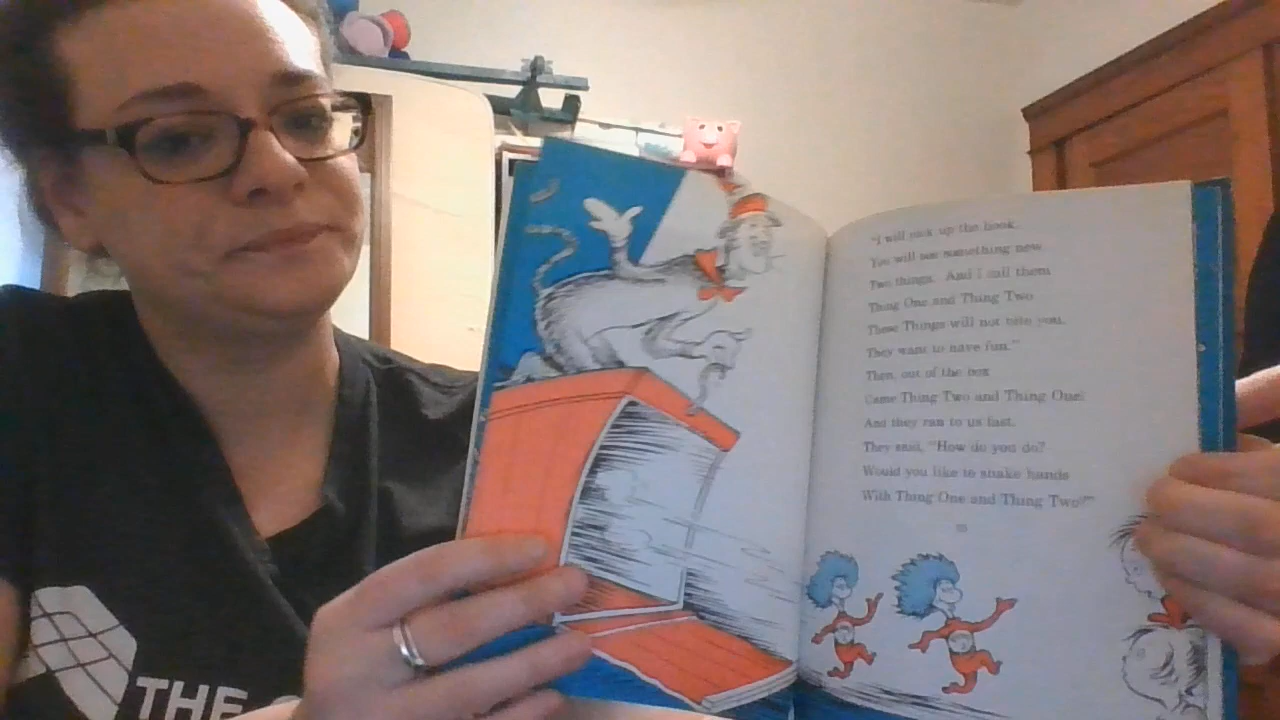 "I will pick up the hook.
You will see something new.
Two things. And I call them
Thing One and Thing Two.
These Things will not bite you.
They want to have fun."
Then, out of the box
Came Thing Two and Thing One!
And they ran to us fast.
They said, "How do you do?
Would you like to shake hands
With Thing One and Thing Two?"
THE